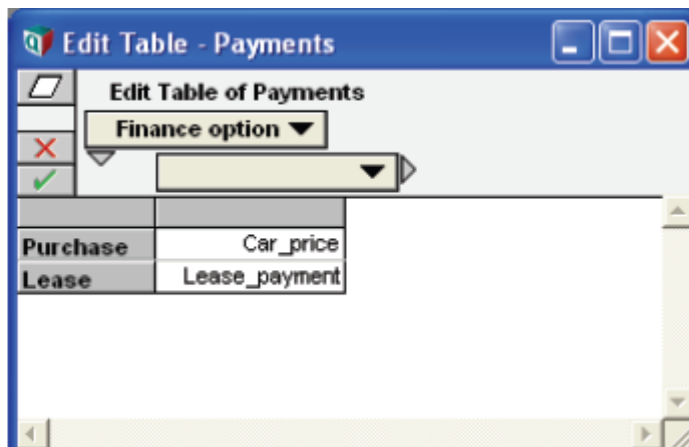 Edit Table - Payments
Edit Table of Payments
Finance option
Purchase Car_price
Lease Lease_payment